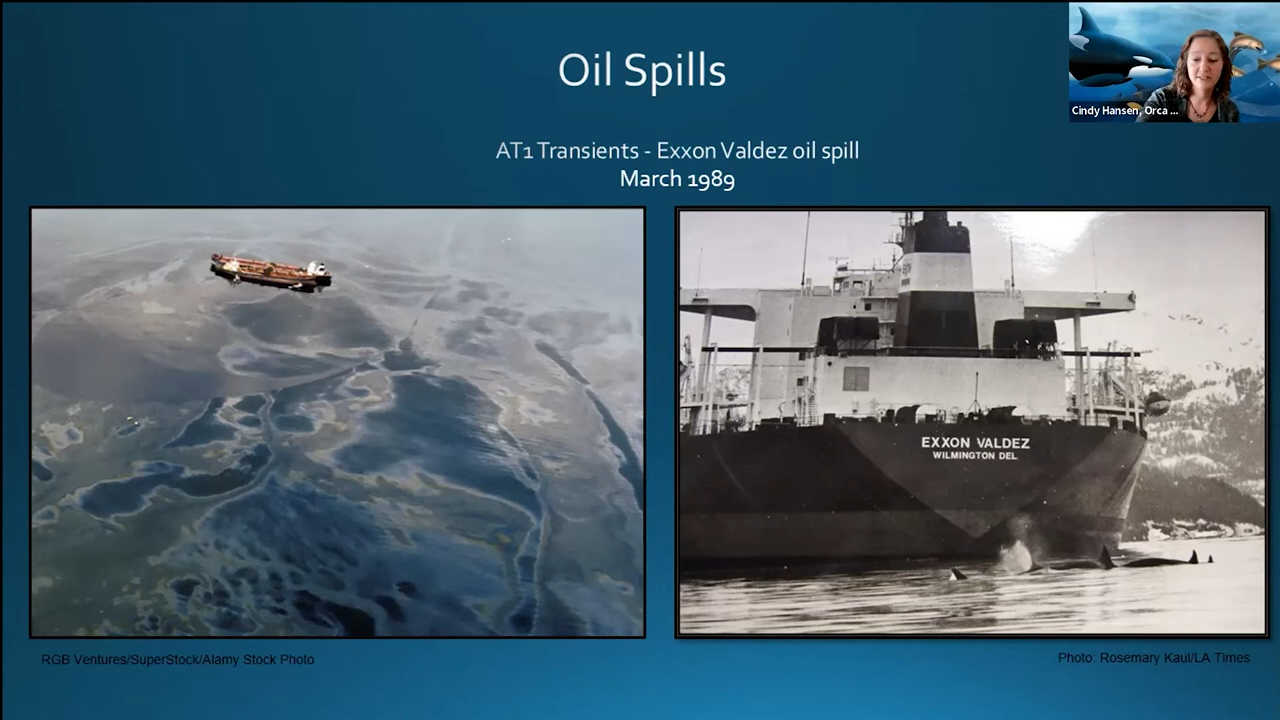 Oil Spills
Cindy Hansen, Orca ...
AT1 Transients - Exxon Valdez oil spill
March 1989
EXXON VALDEZ
WILMINGTON DEL.
RGB Ventures/SuperStock/Alamy Stock Photo
Photo: Rosemary Kaul/LA Times